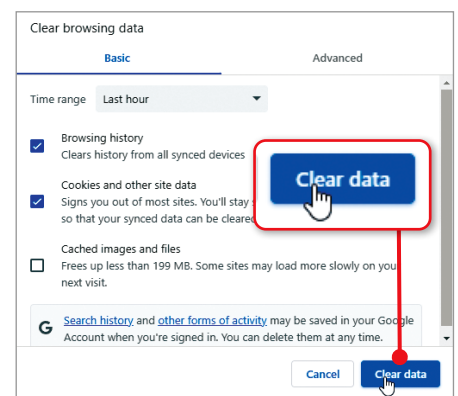 Clear browsing data
Basic
Advanced
Time range
Last hour
Browsing history
Clears history from all synced devices
Cookies and other site data
Signs you out of most sites. You'll stay
so that your synced data can be cleared
Clear data
Cached images and files
Frees up less than 199 MB. Some sites may load more slowly on your
next visit.
G
Search history and other forms of activity may be saved in your Google
Account when you're signed in. You can delete them at any time.
Cancel
Clear data